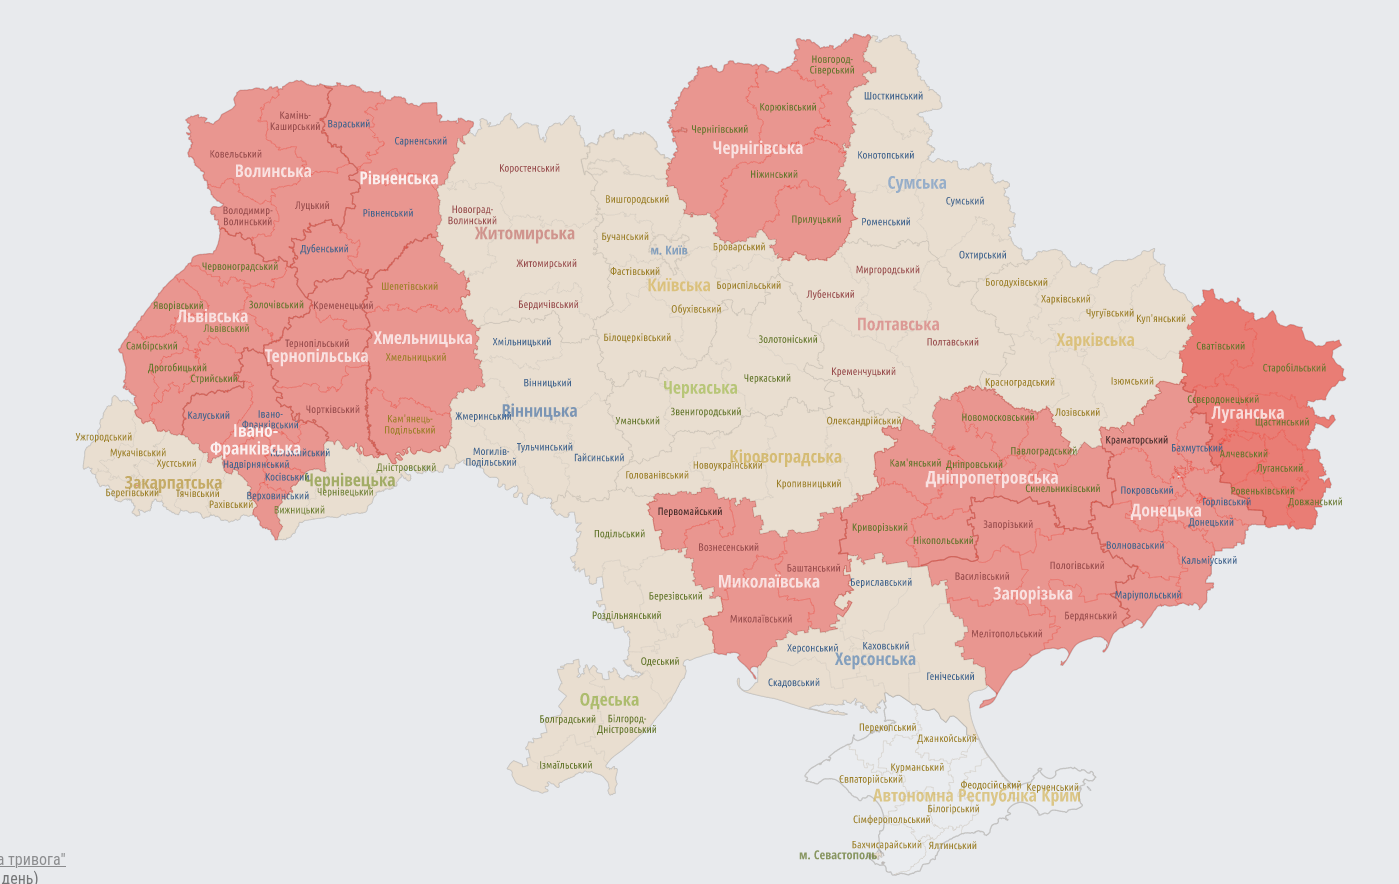 Новгород-
Сіверський
Шосткинський
Камінь-
Каширський
Вараський
Корюківський
Чернігівський
Сарненський
Чернігівська
Ковельський
Конотопський
Коростенський
Волинська
Рівненська
Ніжинський
Сумська
Вишгородський
Сумський
Луцький
Володимир-
Волинський
Рівненський
Новоград-
Волинський
Прилуцький
Роменський
Житомирська
Бучанський
м. Київ
Броварський
Дубенський
Охтирський
Червоноградський
Житомирський
Фастівський
Миргородський
Шепетівський
Київська
Бориспільський
Богодухівський
Лубенський
Харківський
Яворівський
Золочівський
Кременецький
Бердичівський
Обухівський
Чугуївський
Куп'янський
Львівська
Львівський
Полтавська
Хмельницька
Хмільницький
Білоцерківський
Золотоніський
Полтавський
Харківська
Самбірський
Тернопільський
Тернопільська
Хмельницький
Сватівський
Дрогобицький
Стрийський
Старобільський
Кременчуцький
Черкаський
Вінницький
Черкаська
Красноградський
Ізюмський
Сєвєродонецький
Калуський
Івано-
Франківський
Чортківський
Кам'янець-
Подільський
Жмеринський
Вінницька
Звенигородський
Уманський
Олександрійський
Новомосковський
Лозівський
Луганська
Щастинський
Івано-
Франківська
Ужгородський
Мукачівський
Хустський
Надвірнянський
Косівський
Дністровський
Могилів-
Подільський
Тульчинський
Гайсинський
Кіровоградська
Новоукраїнський
Голованівський
Кропивницький
Кам'янський
Дніпровський
Павлоградський
Краматорський
Бахмутський
Алчевський
Луганський
Дніпропетровська
Синельниківський
Покровський
Ровеньківський
Довжанський
Закарпатська
Берегівський
Тячівський
Рахівський
Верховинський
Чернівецька
Чернівецький
Вижницький
Первомайський
Подільський
Криворізький
Нікопольський
Запорізький
Донецька
Горлівський
Донецький
Вознесенський
Волноваський
Кальміуський
Баштанський
Миколаївська
Бериславський
Василівський
Пологівський
Запорізька
Маріупольський
Березівський
Роздільнянський
Миколаївський
Бердянський
Мелітопольський
Херсонський
Каховський
Херсонська
Одеський
Скадовський
Генічеський
Одеська
Болградський
Білгород-
Дністровський
Ізмаїльський
Перекопський
Джанкойський
Курманський
Євпаторійський
Феодосійський
Керченський
Автономна Республіка Крим
Білогірський
Сімферопольський
Бахчисарайський
Ялтинський
м. Севастополь
а тривога"
день)